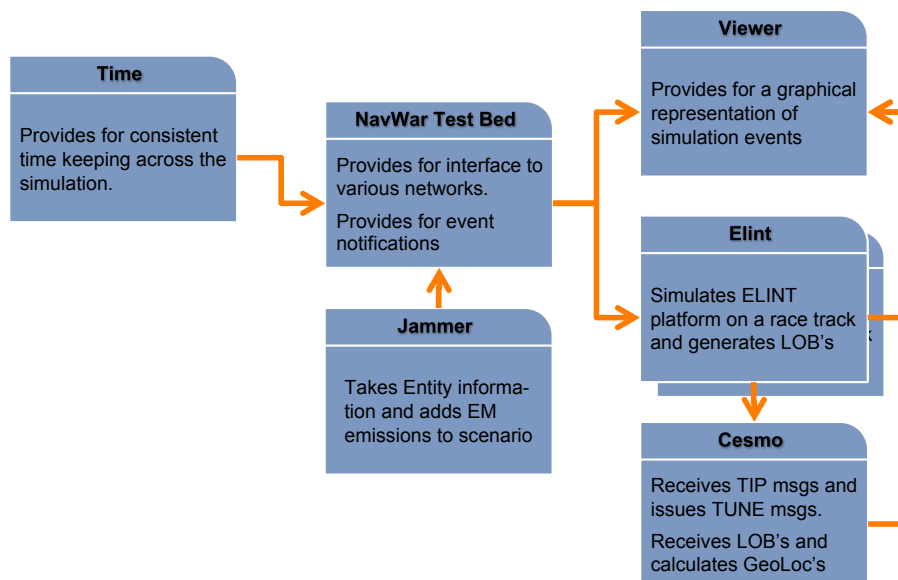 Time
Provides for consistent
time keeping across the
simulation.
NavWar Test Bed
Provides for interface to
various networks.
Provides for event
notifications
Jammer
Takes Entity informa-
tion and adds EM
emissions to scenario
Viewer
Provides for a graphical
representation of
simulation events
Elint
Simulates ELINT
platform on a race track
and generates LOB's
Cesmo
Receives TIP msgs and
issues TUNE msgs.
Receives LOB's and
calculates GeoLoc's